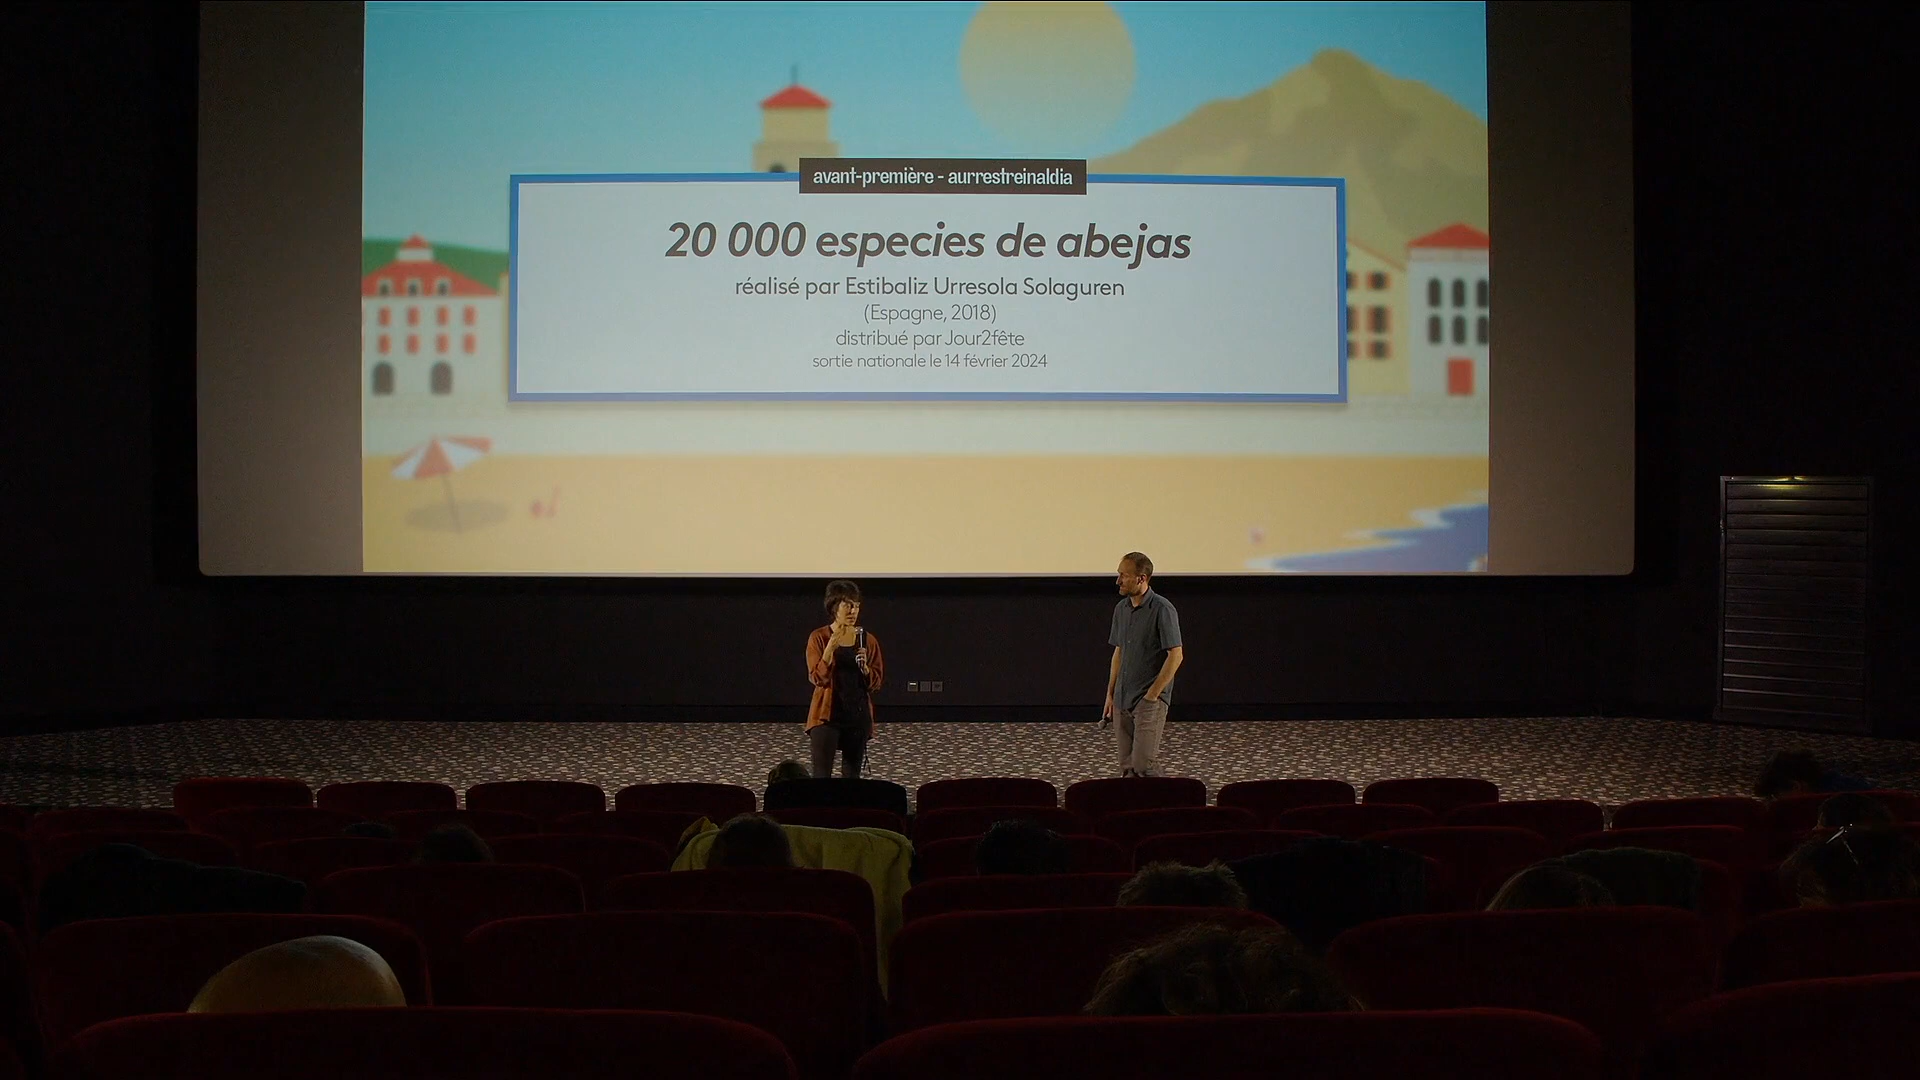 avant-première - aurrestreinaldia
20 000 especies de abejas
réalisé par Estibaliz Urresola Solaguren
(Espagne, 2018)
distribué par Jour2fête
sortie nationale le 14 février 2024